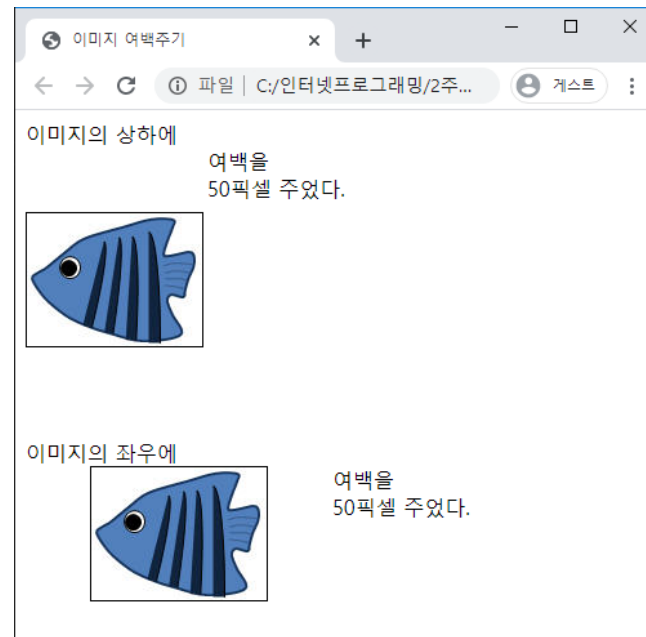 이미지 여백주기
파일 C:/인터넷프로그래밍/2주...
게스트
이미지의 상하에
여백을
50픽셀 주었다.
이미지의 좌우에
여백을
50픽셀 주었다.